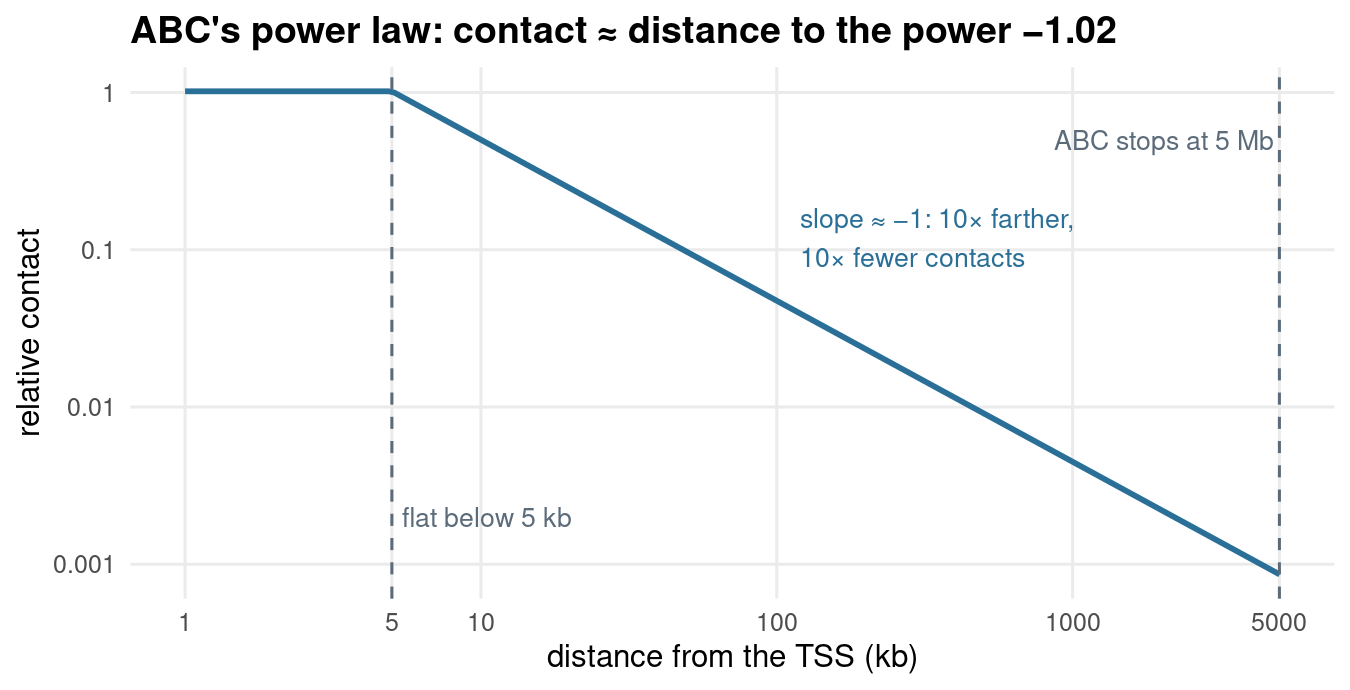 ABC's power law: contact ≈ distance to the power −1.02
relative contact
1
0.1
0.01
0.001
ABC stops at 5 Mb
slope ≈ −1: 10× farther,
10× fewer contacts
flat below 5 kb
1 5 10 100 1000 5000
distance from the TSS (kb)